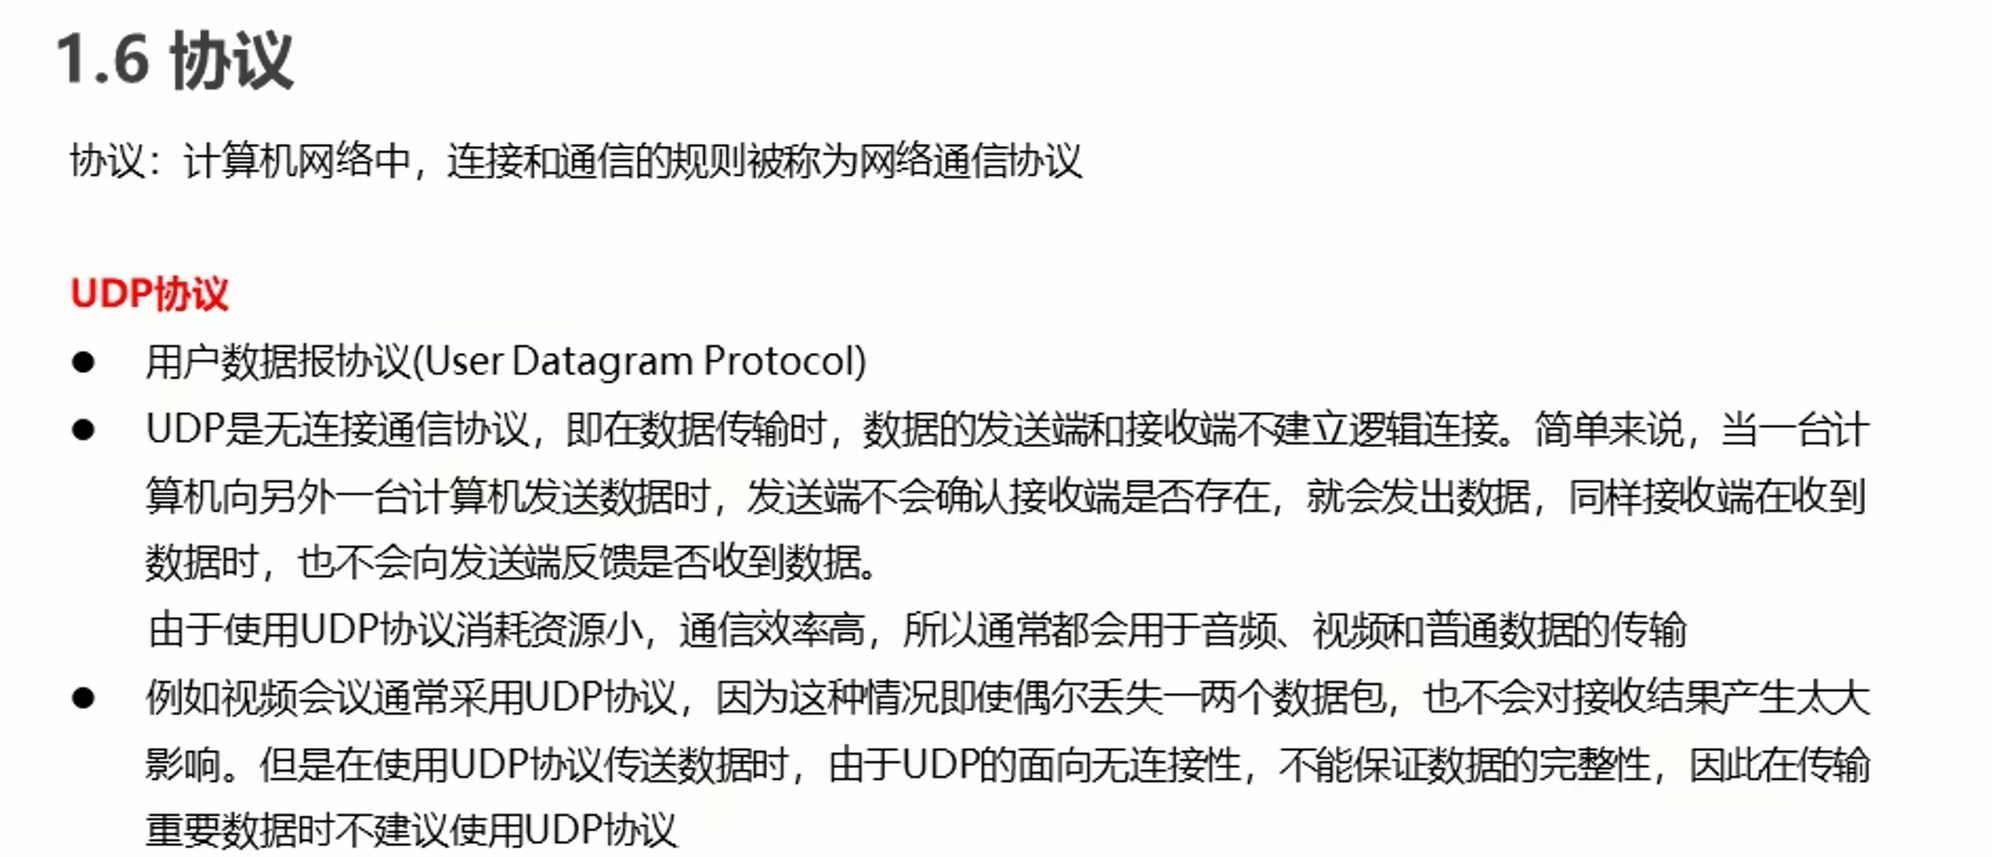 1.6 协议
协议：计算机网络中，连接和通信的规则被称为网络通信协议
UDP协议
● 用户数据报协议(User Datagram Protocol)
● UDP是无连接通信协议，即在数据传输时，数据的发送端和接收端不建立逻辑连接。简单来说，当一台计
算机向另外一台计算机发送数据时，发送端不会确认接收端是否存在，就会发出数据，同样接收端在收到
数据时，也不会向发送端反馈是否收到数据。
由于使用UDP协议消耗资源小，通信效率高，所以通常都会用于音频、视频和普通数据的传输
● 例如视频会议通常采用UDP协议，因为这种情况即使偶尔丢失一两个数据包，也不会对接收结果产生太大
影响。但是在使用UDP协议传送数据时，由于UDP的面向无连接性，不能保证数据的完整性，因此在传输
重要数据时不建议使用UDP协议